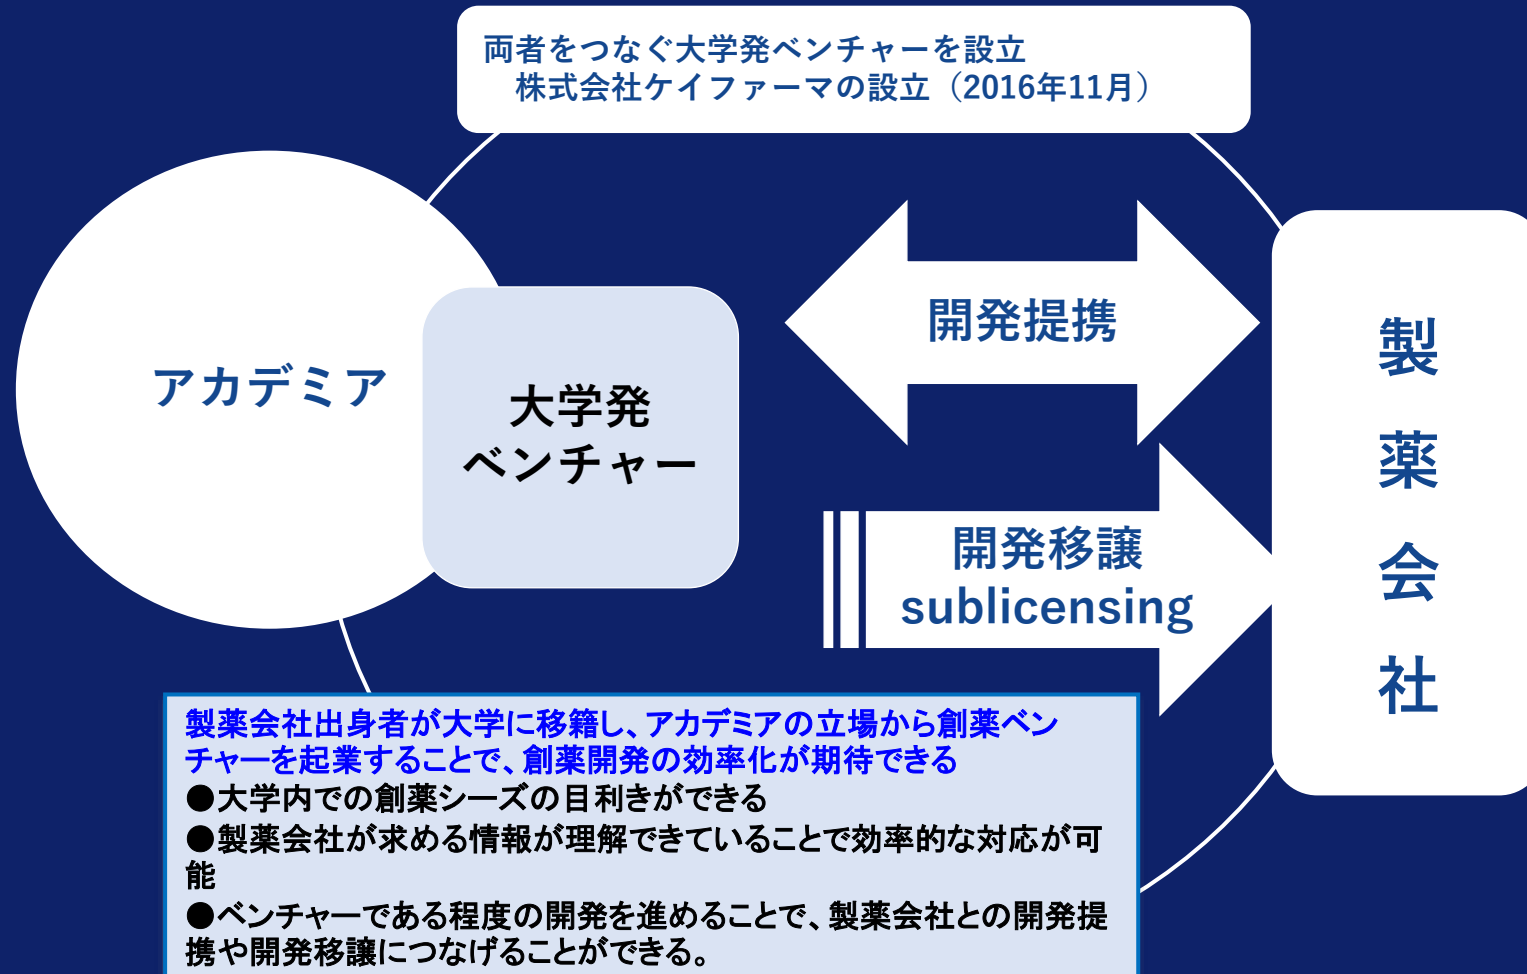 両者をつなぐ大学発ベンチャーを設立
株式会社ケイファーマの設立（2016年11月）
アカデミア
大学発
ベンチャー
開発提携
開発移譲
sublicensing
製
薬
会
社
製薬会社出身者が大学に移籍し、アカデミアの立場から創薬ベン
チャーを起業することで、創薬開発の効率化が期待できる
●大学内での創薬シーズの目利きができる
●製薬会社が求める情報が理解できていることで効率的な対応が可
能
●ベンチャーである程度の開発を進めることで、製薬会社との開発提
携や開発移譲につなげることができる。